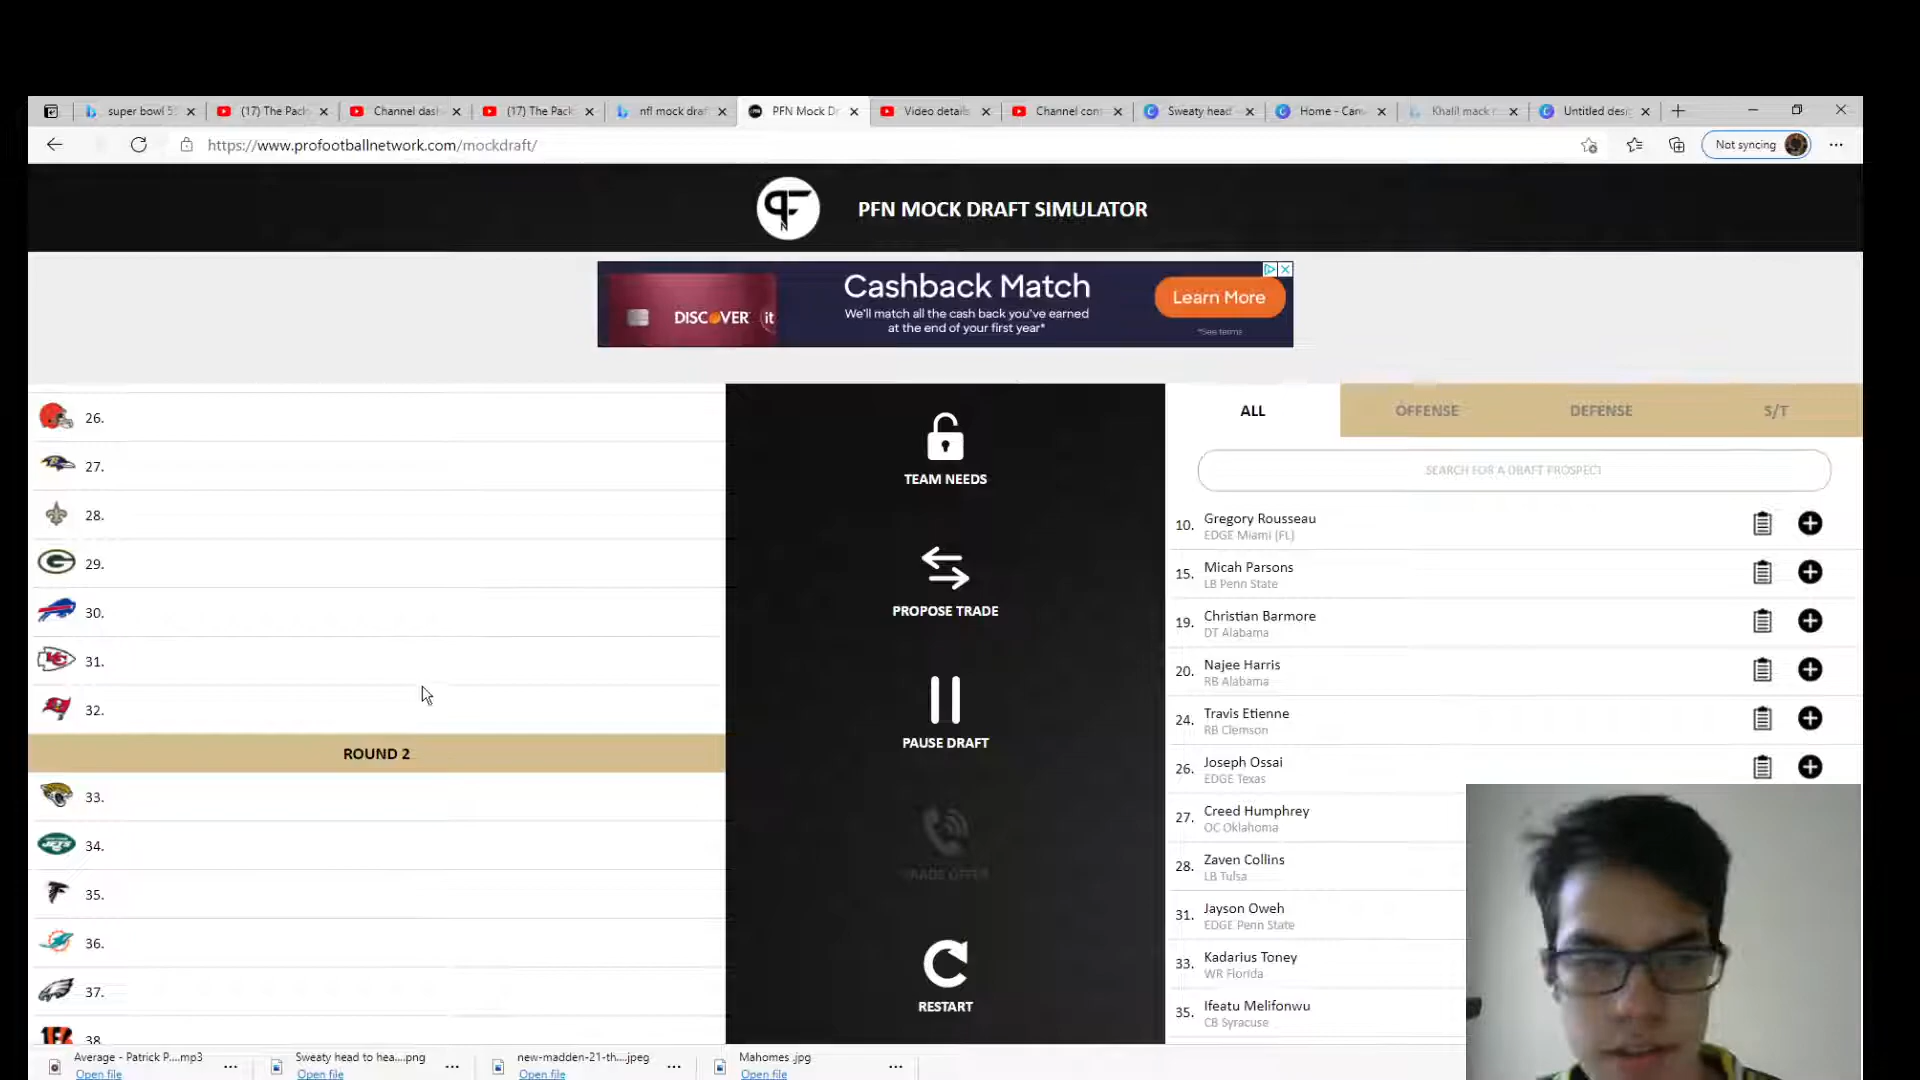 super bowl 5
(17) The Pack
Channel das
(17) The Pack
nfl mock draf
PFN Mock Dr
Video details
Channel con
Sweaty head
Home - Can
Khalil mack
Untitled desi
https://www.profootballnetwork.com/mockdraft/
Not syncing
PFN
PFN MOCK DRAFT SIMULATOR
DISCOVER it
Cashback Match
We'll match all the cash back you've earned
at the end of your first year*
Learn More
*See terms
26.
27.
28.
29.
30.
31.
32.
ROUND 2
33.
34.
JETS
35.
36.
37.
38.
TEAM NEEDS
PROPOSE TRADE
PAUSE DRAFT
TRADE OFFER
RESTART
ALL
OFFENSE
DEFENSE
S/T
SEARCH FOR A DRAFT PROSPECT
10. Gregory Rousseau
EDGE Miami (FL)
15. Micah Parsons
LB Penn State
19. Christian Barmore
DT Alabama
20. Najee Harris
RB Alabama
24. Travis Etienne
RB Clemson
26. Joseph Ossai
EDGE Texas
27. Creed Humphrey
OC Oklahoma
28. Zaven Collins
LB Tulsa
31. Jayson Oweh
EDGE Penn State
33. Kadarius Toney
WR Florida
35. Ifeatu Melifonwu
CB Syracuse
Average - Patrick P....mp3
Open file
Sweaty head to hea....png
Open file
new-madden-21-th....jpeg
Open file
Mahomes .jpg
Open file